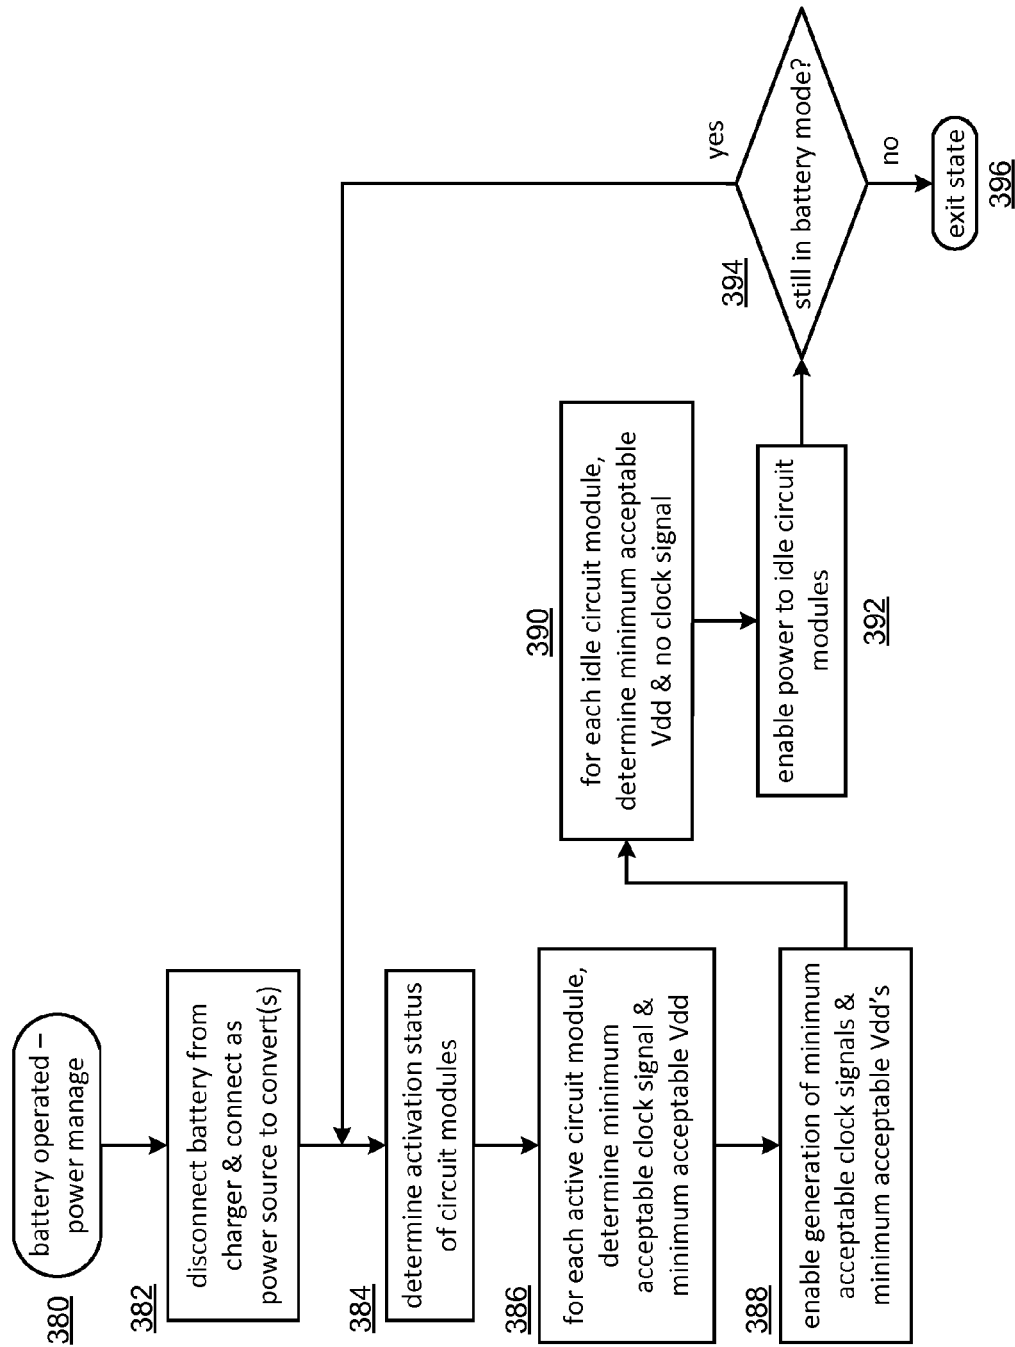 battery operated –
power manage
380
disconnect battery from
charger & connect as
power source to convert(s)
382
determine activation status
of circuit modules
384
for each active circuit module,
determine minimum
acceptable clock signal &
minimum acceptable Vdd
386
enable generation of minimum
acceptable clock signals &
minimum acceptable Vdd's
388
390
for each idle circuit module,
determine minimum acceptable
Vdd & no clock signal
enable power to idle circuit
modules
392
394
still in battery mode?
yes
no
exit state
396